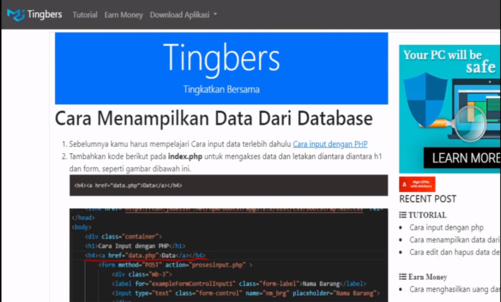 Tingbers Tutorial Earn Money Download Aplikasi
Tingbers
Tingkatkan Bersama
Cara Menampilkan Data Dari Database
1. Sebelumnya kamu harus mempelajari Cara input data terlebih dahulu Cara input dengan PHP
2. Tambahkan kode berikut pada index.php untuk mengakses data dan letakan diantara diantara h1
dan form, seperti gambar dibawah ini.
<h4><a href="data.php">Data</a></h4>
</head>
<body>
<div class="container">
<h1>Cara Input dengan PHP</h1>
<h4><a href="data.php">Data</a></h4>
<form method="POST" action="prosesinput.php" >
<div class="mb-3">
<label for="exampleFormControlInput1" class="form-label">Nama Barang</label>
<input type="text" class="form-control" name="nm_brg" placeholder="Nama Barang">
Your PC will be
safe
LEARN MORE
RECENT POST
TUTORIAL
Cara input dengan php
Cara menampilkan data dari
Cara edit dan hapus data de
Earn Money
Cara menghasilkan uang da